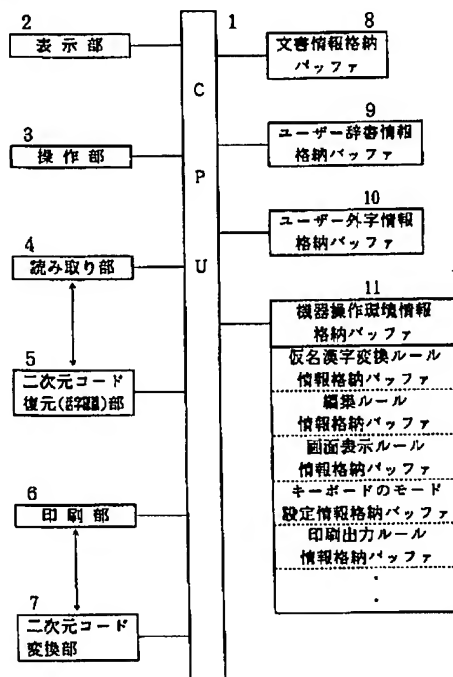 2
表示部
3
操作部
4
読み取り部
5
二次元コード
復元(活字認識)部
6
印刷部
7
二次元コード
変換部
1
C
P
U
8
文書情報格納
バッファ
9
ユーザー辞書情報
格納バッファ
10
ユーザー外字情報
格納バッファ
11
機器操作環境情報
格納バッファ
仮名漢字変換ルール
情報格納バッファ
編集ルール
情報格納バッファ
画面表示ルール
情報格納バッファ
キーボードのモード
設定情報格納バッファ
印刷出力ルール
情報格納バッファ